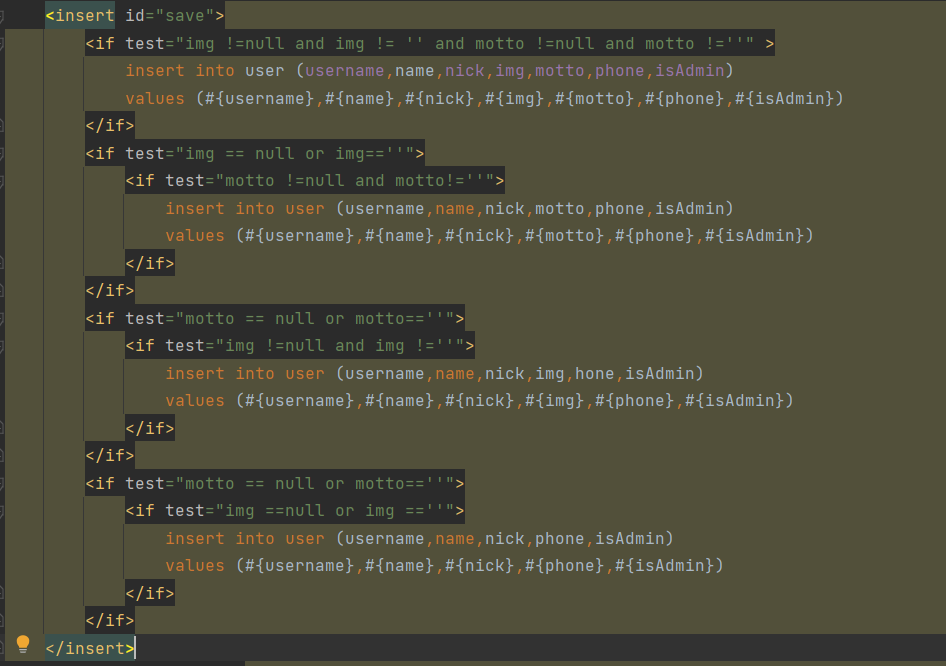 <insert id="save">
<if test="img !=null and img != '' and motto !=null and motto !=''" >
insert into user (username,name,nick,img,motto,phone,isAdmin)
values (#{username},#{name},#{nick},#{img},#{motto},#{phone},#{isAdmin})
</if>
<if test="img == null or img==''">
<if test="motto !=null and motto!=''">
insert into user (username,name,nick,motto,phone,isAdmin)
values (#{username},#{name},#{nick},#{motto},#{phone},#{isAdmin})
</if>
</if>
<if test="motto == null or motto==''">
<if test="img !=null and img !=''">
insert into user (username,name,nick,img,hone,isAdmin)
values (#{username},#{name},#{nick},#{img},#{phone},#{isAdmin})
</if>
</if>
<if test="motto == null or motto==''">
<if test="img ==null or img ==''">
insert into user (username,name,nick,phone,isAdmin)
values (#{username},#{name},#{nick},#{phone},#{isAdmin})
</if>
</if>
</insert>